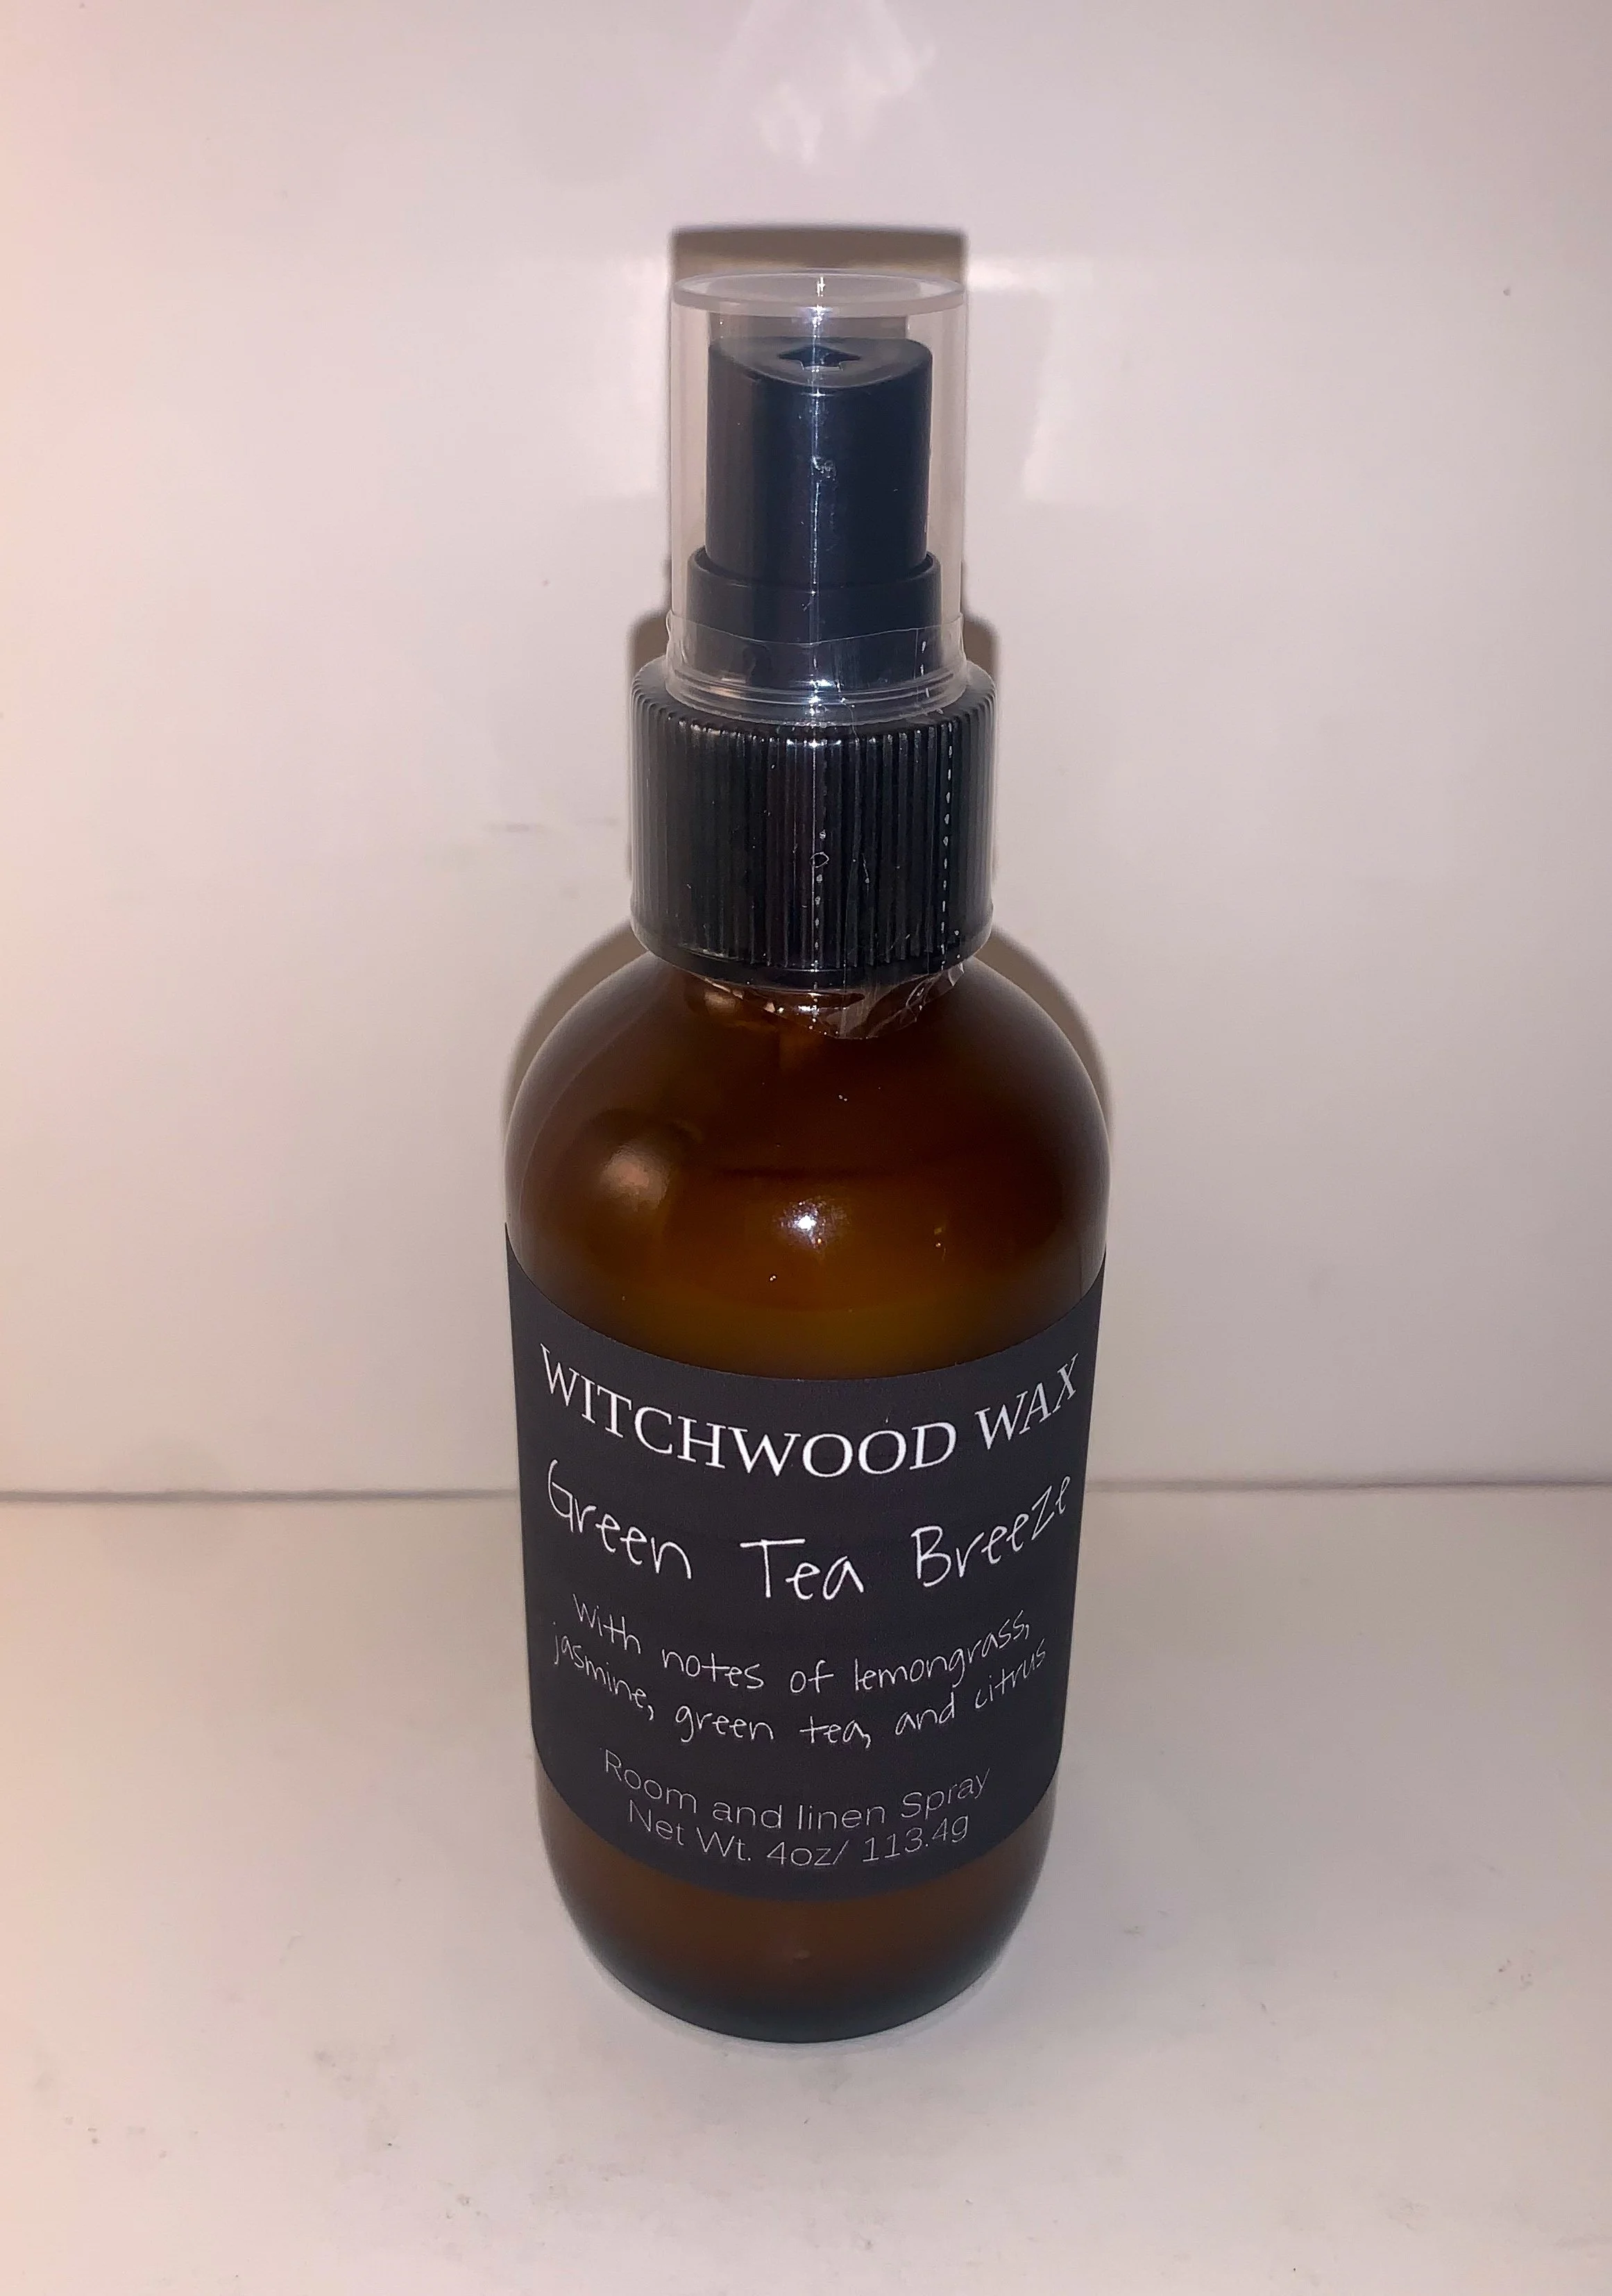 WITCHWOOD WAX
Green Tea Breeze
With notes of lemongrass,
jasmine, green tea, and citrus
Room and linen Spray
Net Wt. 4oz/ 113.4g